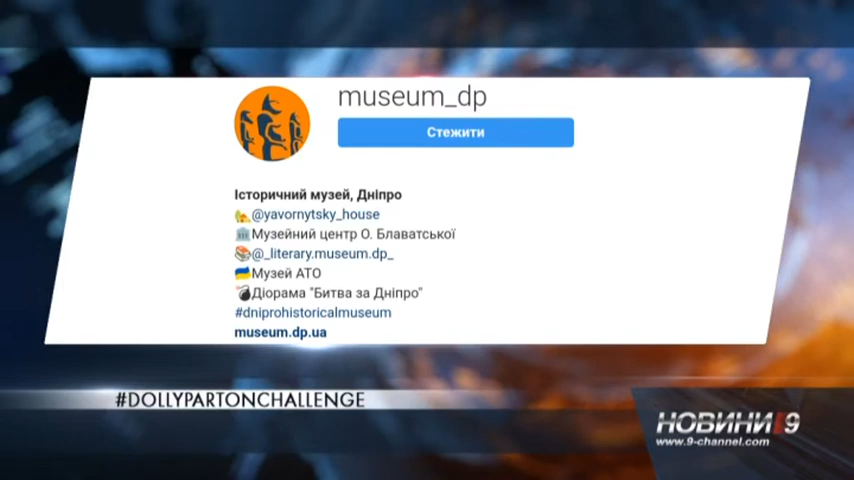 museum_dp
Стежити
Історичний музей, Дніпро
🏡@yavornytsky_house
🏛️Музейний центр О. Блаватської
📚@_literary.museum.dp_
🇺🇦Музей АТО
💣Діорама "Битва за Дніпро"
#dniprohistoricalmuseum
museum.dp.ua
#DOLLYPARTONCHALLENGE
НОВИНИ 9
www.9-channel.com